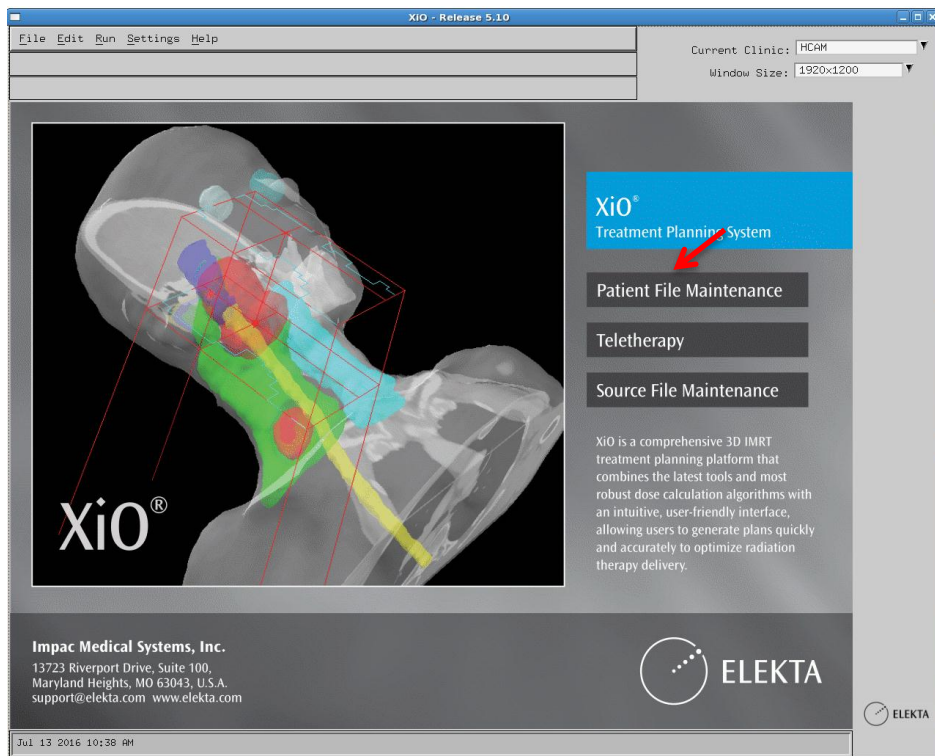 XiO - Release 5.10
File Edit Run Settings Help
Current Clinic: HCAM
Window Size: 1920x1200
XiO®
Treatment Planning System
Patient File Maintenance
Teletherapy
Source File Maintenance
XiO is a comprehensive 3D IMRT
treatment planning platform that
combines the latest tools and most
robust dose calculation algorithms with
an intuitive, user-friendly interface,
allowing users to generate plans quickly
and accurately to optimize radiation
therapy delivery.
XiO®
Impac Medical Systems, Inc.
13723 Riverport Drive, Suite 100,
Maryland Heights, MO 63043, U.S.A.
support@elekta.com www.elekta.com
ELEKTA
ELEKTA
Jul 13 2016 10:38 AM